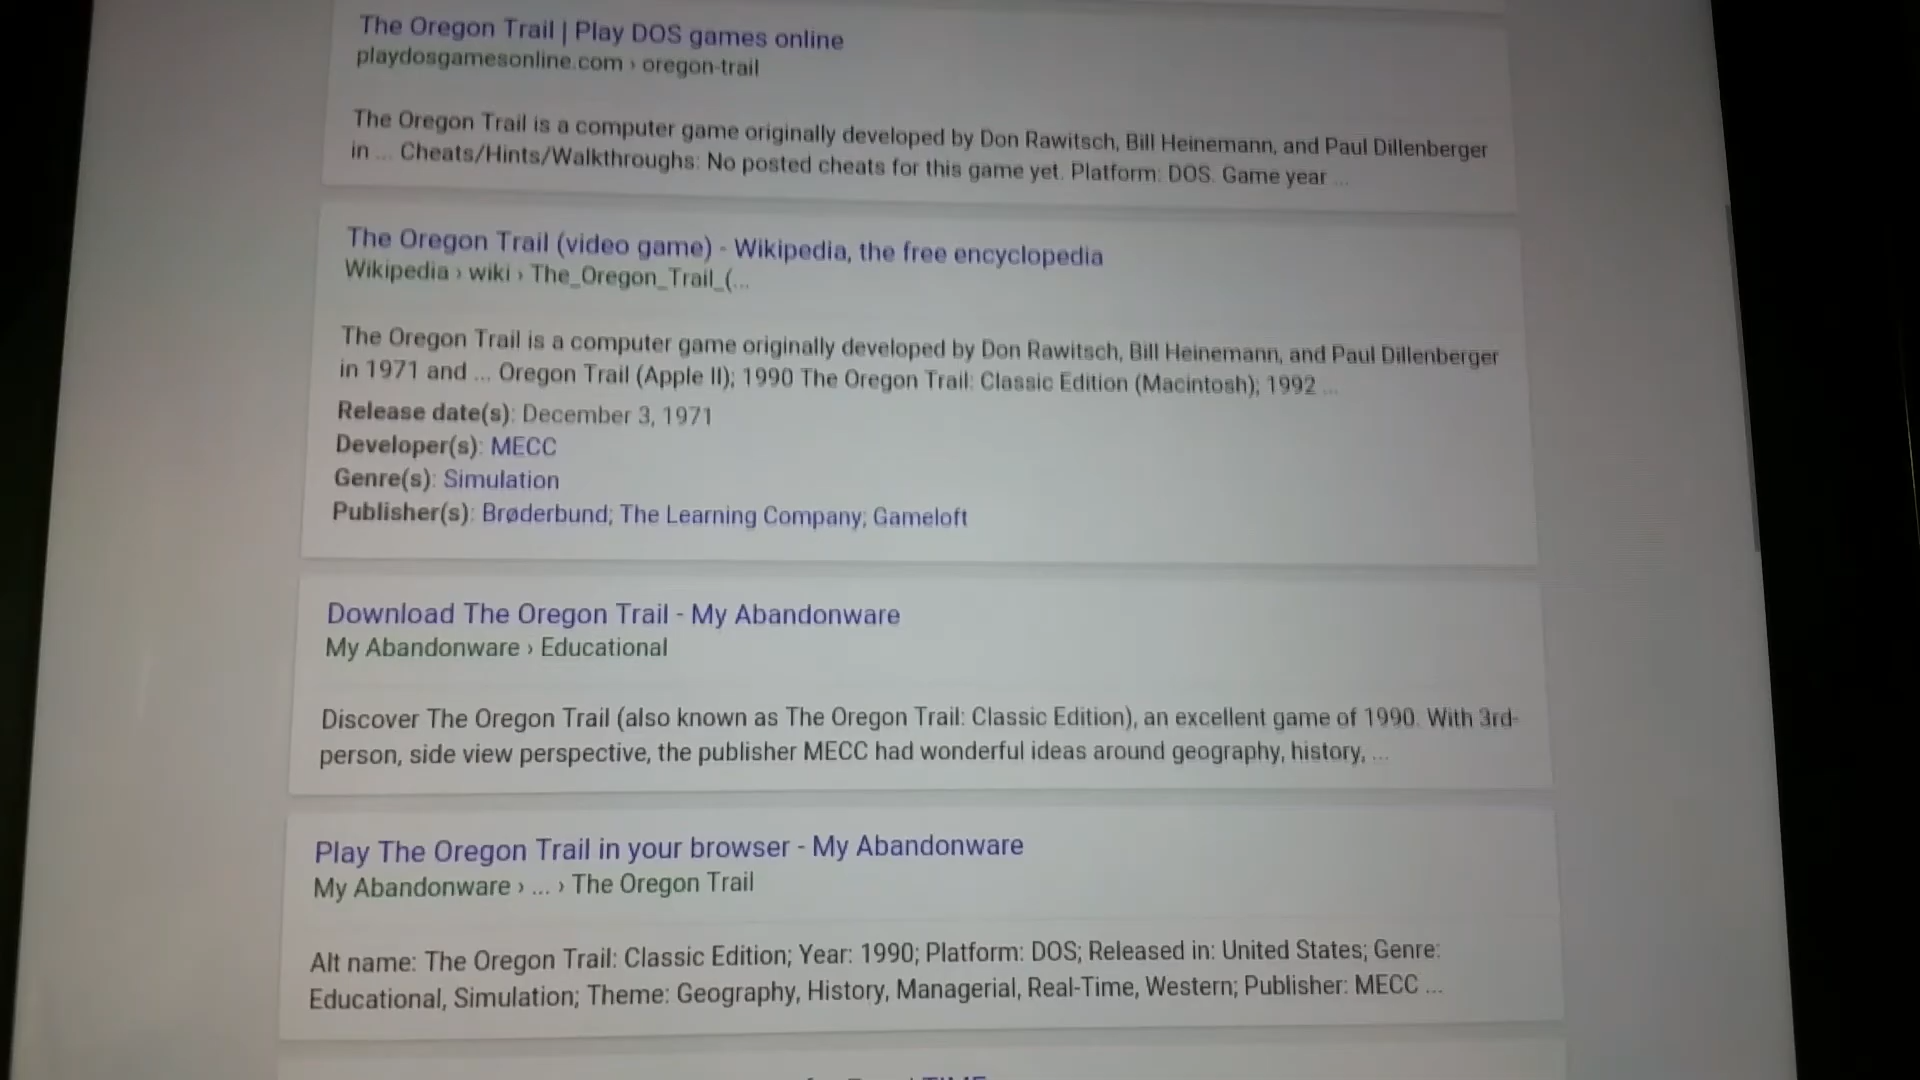 The Oregon Trail | Play DOS games online
playdosgamesonline.com › oregon-trail
The Oregon Trail is a computer game originally developed by Don Rawitsch, Bill Heinemann, and Paul Dillenberger
in ... Cheats/Hints/Walkthroughs: No posted cheats for this game yet. Platform: DOS. Game year ...
The Oregon Trail (video game) - Wikipedia, the free encyclopedia
Wikipedia › wiki › The_Oregon_Trail_(...
The Oregon Trail is a computer game originally developed by Don Rawitsch, Bill Heinemann, and Paul Dillenberger
in 1971 and ... Oregon Trail (Apple II); 1990 The Oregon Trail: Classic Edition (Macintosh); 1992 ...
Release date(s): December 3, 1971
Developer(s): MECC
Genre(s): Simulation
Publisher(s): Brøderbund; The Learning Company; Gameloft
Download The Oregon Trail - My Abandonware
My Abandonware › Educational
Discover The Oregon Trail (also known as The Oregon Trail: Classic Edition), an excellent game of 1990. With 3rd-
person, side view perspective, the publisher MECC had wonderful ideas around geography, history, ...
Play The Oregon Trail in your browser - My Abandonware
My Abandonware › ... › The Oregon Trail
Alt name: The Oregon Trail: Classic Edition; Year: 1990; Platform: DOS; Released in: United States; Genre:
Educational, Simulation; Theme: Geography, History, Managerial, Real-Time, Western; Publisher: MECC ...